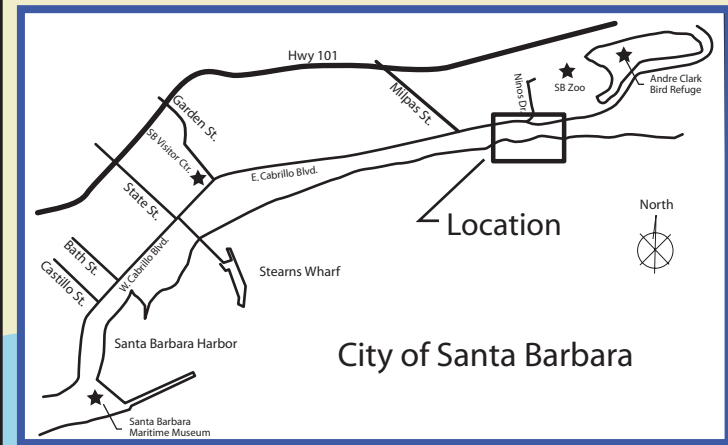 Hwy 101
Andre Clark
Bird Refuge
SB Zoo
Ninos Dr.
Milpas St.
Garden St.
SB Visitor Ctr.
E. Cabrillo Blvd.
State St.
Location
North
Bath St.
Castillo St.
W. Cabrillo Blvd.
Stearns Wharf
Santa Barbara Harbor
City of Santa Barbara
Santa Barbara
Maritime Museum